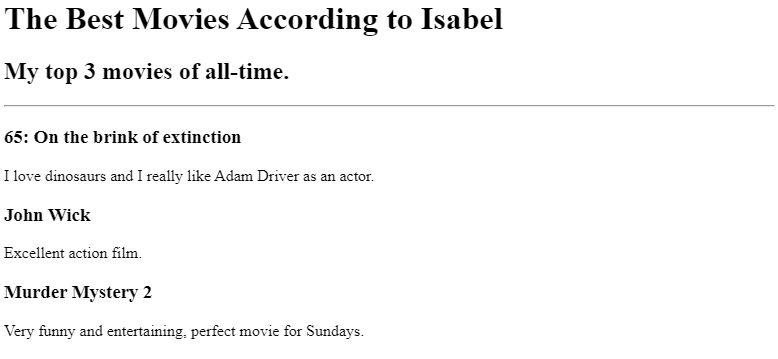 The Best Movies According to Isabel
My top 3 movies of all-time.
65: On the brink of extinction
I love dinosaurs and I really like Adam Driver as an actor.
John Wick
Excellent action film.
Murder Mystery 2
Very funny and entertaining, perfect movie for Sundays.